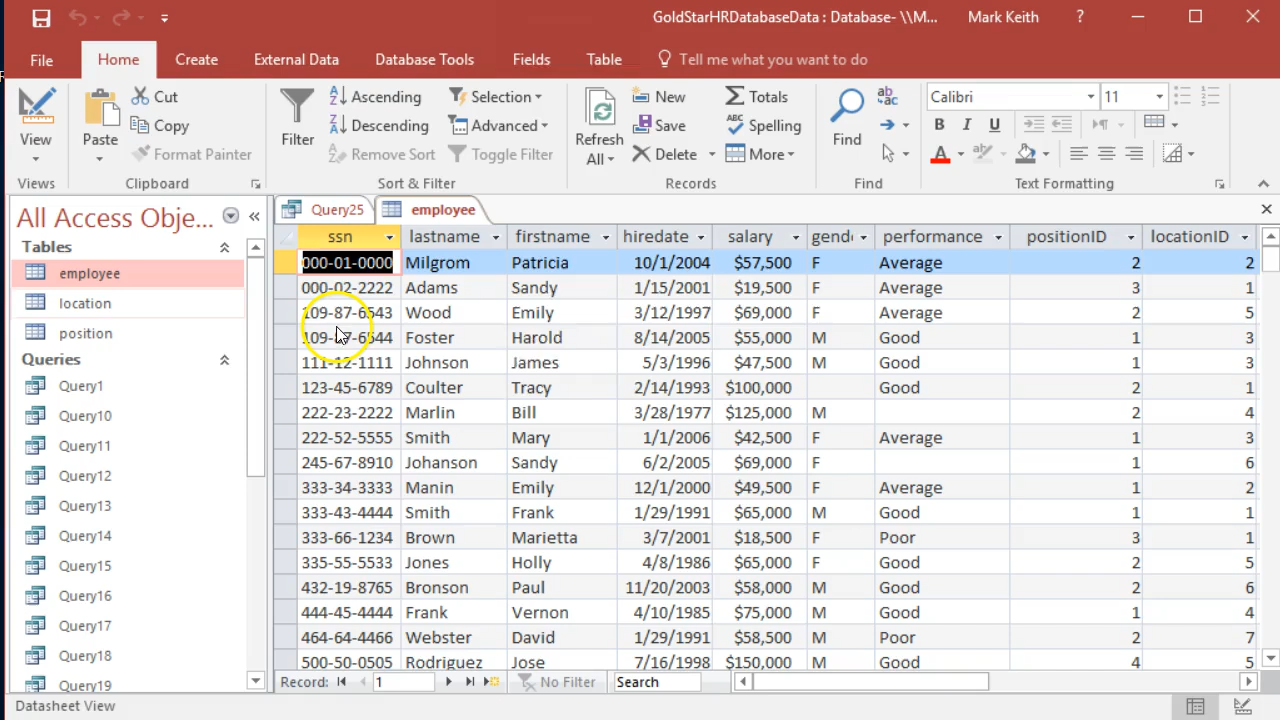 GoldStarHRDatabaseData : Database- \\M... Mark Keith ?
File Home Create External Data Database Tools Fields Table Tell me what you want to do
View
Paste
Cut
Copy
Format Painter
Filter
Ascending
Descending
Remove Sort
Selection
Advanced
Toggle Filter
Refresh
All
New
Save
Delete
Totals
Spelling
More
Find
Calibri 11
B I U
Views Clipboard Sort & Filter Records Find Text Formatting
All Access Obje...
Tables
employee
location
position
Queries
Query1
Query10
Query11
Query12
Query13
Query14
Query15
Query16
Query17
Query18
Query19
Query25 employee
ssn lastname firstname hiredate salary gend performance positionID locationID
000-01-0000 Milgrom Patricia 10/1/2004 $57,500 F Average 2 2
000-02-2222 Adams Sandy 1/15/2001 $19,500 F Average 3 1
109-87-6543 Wood Emily 3/12/1997 $69,000 F Average 2 5
109-87-6544 Foster Harold 8/14/2005 $55,000 M Good 1 3
111-12-1111 Johnson James 5/3/1996 $47,500 M Good 1 3
123-45-6789 Coulter Tracy 2/14/1993 $100,000 Good 2 1
222-23-2222 Marlin Bill 3/28/1977 $125,000 M 2 4
222-52-5555 Smith Mary 1/1/2006 $42,500 F Average 1 3
245-67-8910 Johanson Sandy 6/2/2005 $69,000 F 1 6
333-34-3333 Manin Emily 12/1/2000 $49,500 F Average 1 2
333-43-4444 Smith Frank 1/29/1991 $65,000 M Good 1 1
333-66-1234 Brown Marietta 3/7/2001 $18,500 F Poor 3 1
335-55-5533 Jones Holly 4/8/1986 $65,000 F Good 2 5
432-19-8765 Bronson Paul 11/20/2003 $58,000 M Good 2 6
444-45-4444 Frank Vernon 4/10/1985 $75,000 M Good 1 4
464-64-4466 Webster David 1/29/1991 $58,500 M Poor 2 7
500-50-0505 Rodriguez Jose 7/16/1998 $150,000 M Good 4 5
Record: 1 No Filter Search
Datasheet View